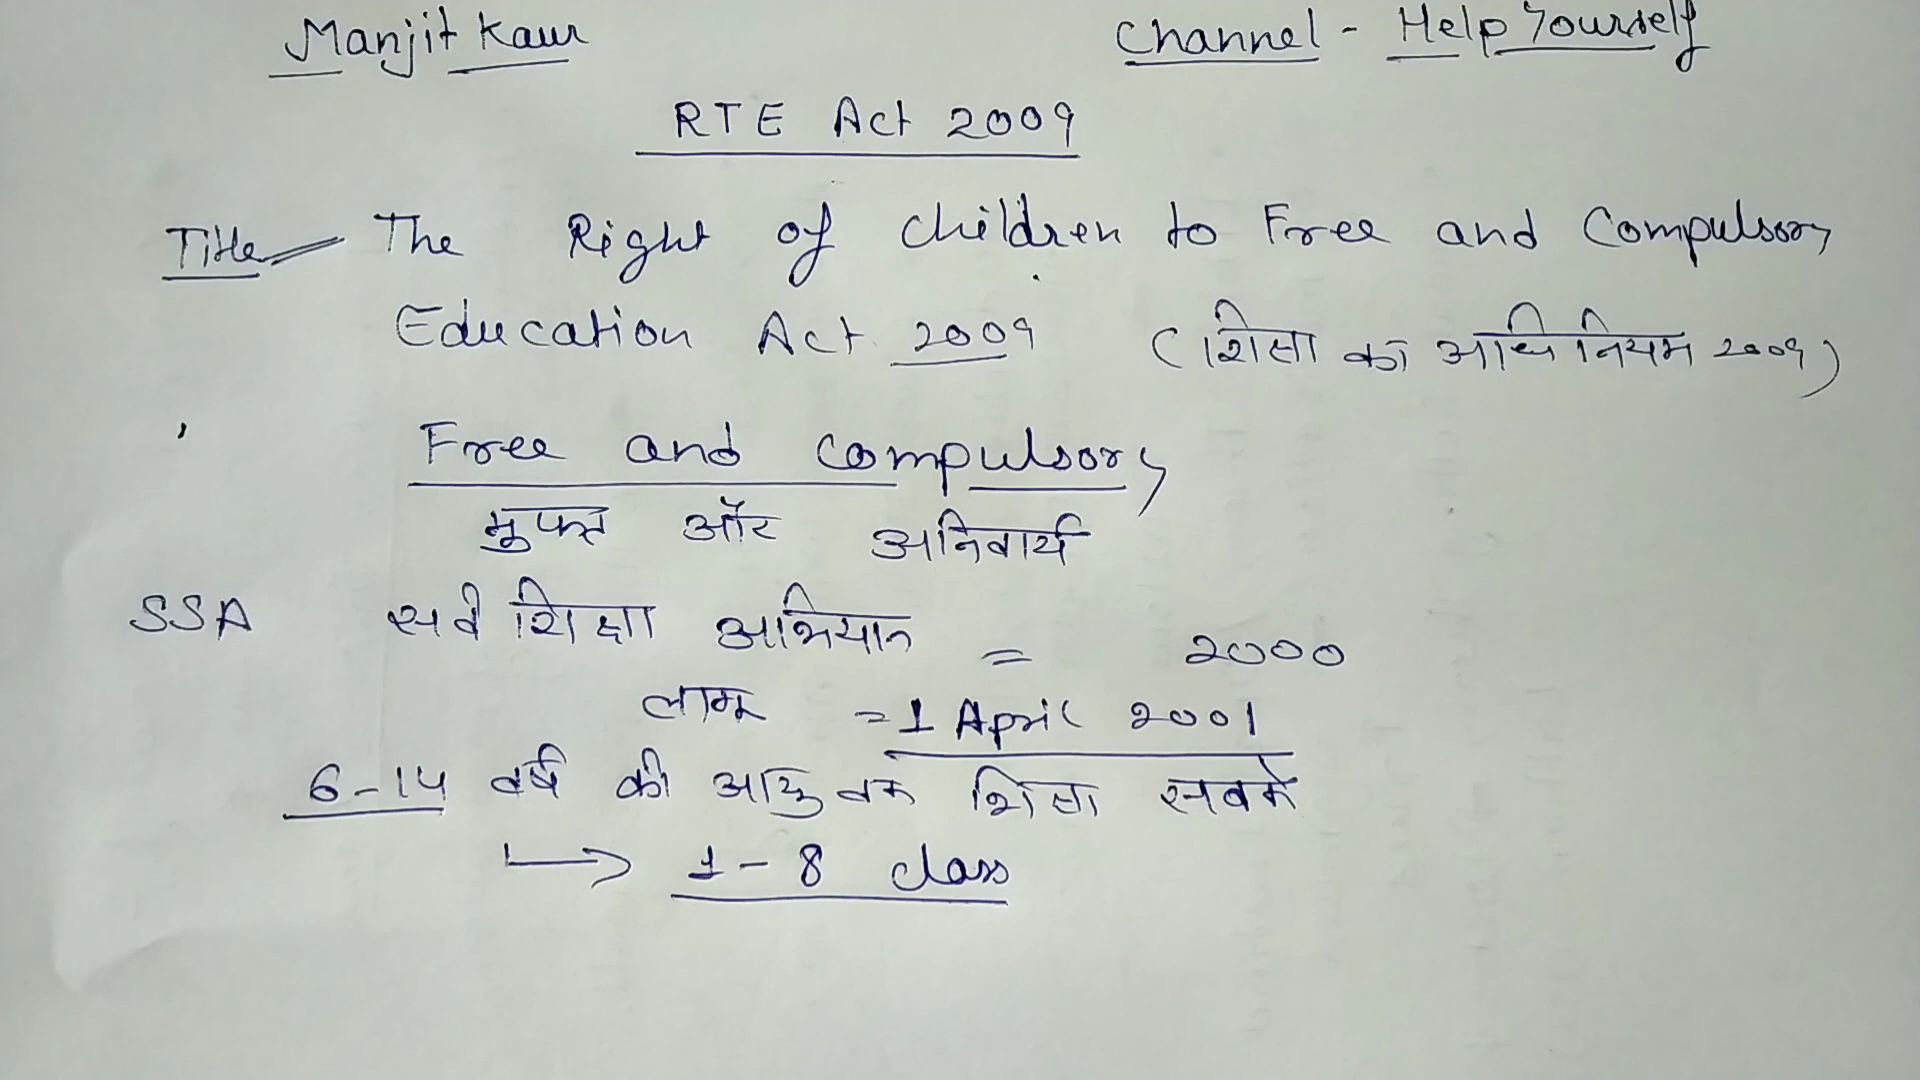 Manjit Kaur Channel - Help Yourself
RTE Act 2009
Title The Right of Children to Free and Compulsory
Education Act 2009 (शिक्षा का अधिनियम 2009)
Free and Compulsory
मुफ्त और अनिवार्य
SSA सर्व शिक्षा अभियान = 2000
लागू = 1 April 2001
6-14 वर्ष की आयु तक शिक्षा सबको
→ 1 - 8 class